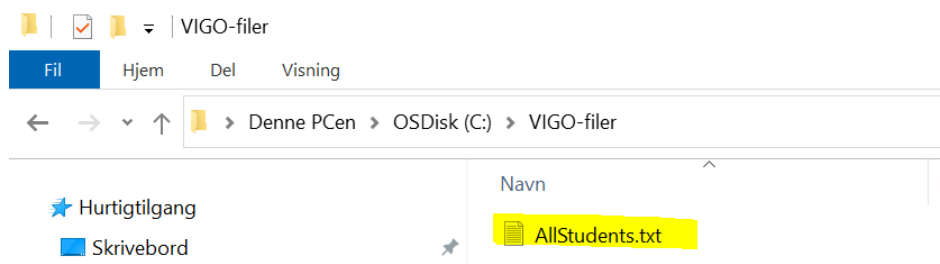 VIGO-filer
Fil Hjem Del Visning
Denne PCen OSDisk (C:) VIGO-filer
Navn
Hurtigtilgang
AllStudents.txt
Skrivebord